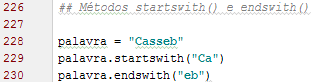 226 ## Métodos startswith() e endswith()
227
228 palavra = "Casseb"
229 palavra.startswith("Ca")
230 palavra.endswith("eb")